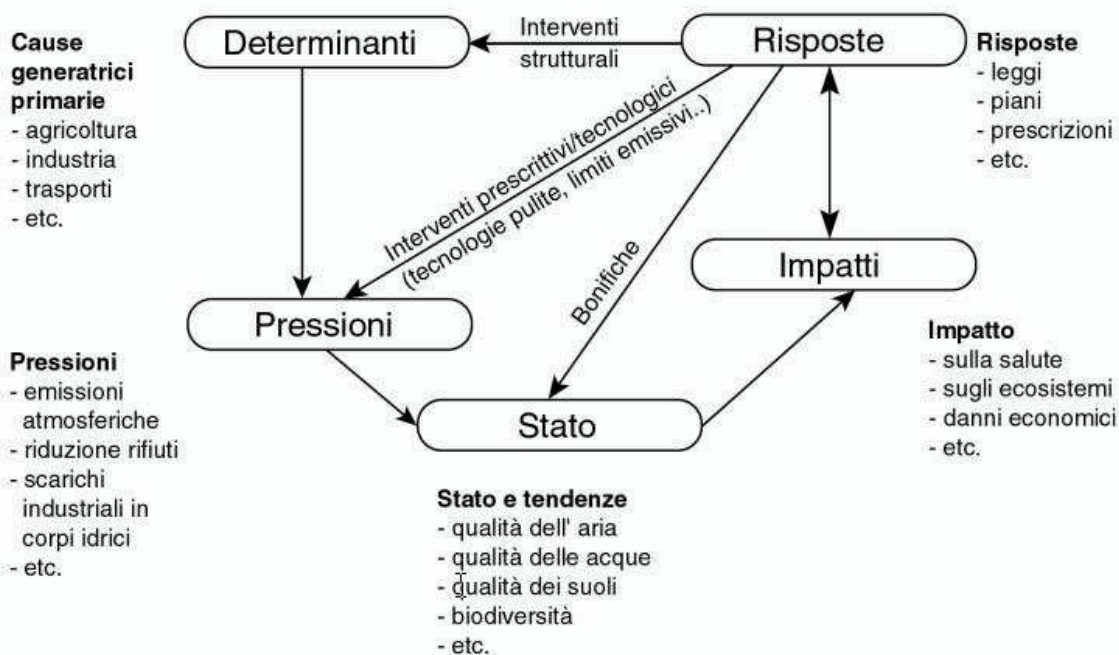 Determinanti
Interventi
strutturali
Risposte
Cause
generatrici
primarie
- agricoltura
- industria
- trasporti
- etc.
Risposte
- leggi
- piani
- prescrizioni
- etc.
Interventi prescrittivi/tecnologici
(tecnologie pulite, limiti emissivi..)
Bonifiche
Impatti
Pressioni
Impatto
- sulla salute
- sugli ecosistemi
- danni economici
- etc.
Pressioni
- emissioni
atmosferiche
- riduzione rifiuti
- scarichi
industriali in
corpi idrici
- etc.
Stato
Stato e tendenze
- qualità dell' aria
- qualità delle acque
- qualità dei suoli
- biodiversità
- etc.